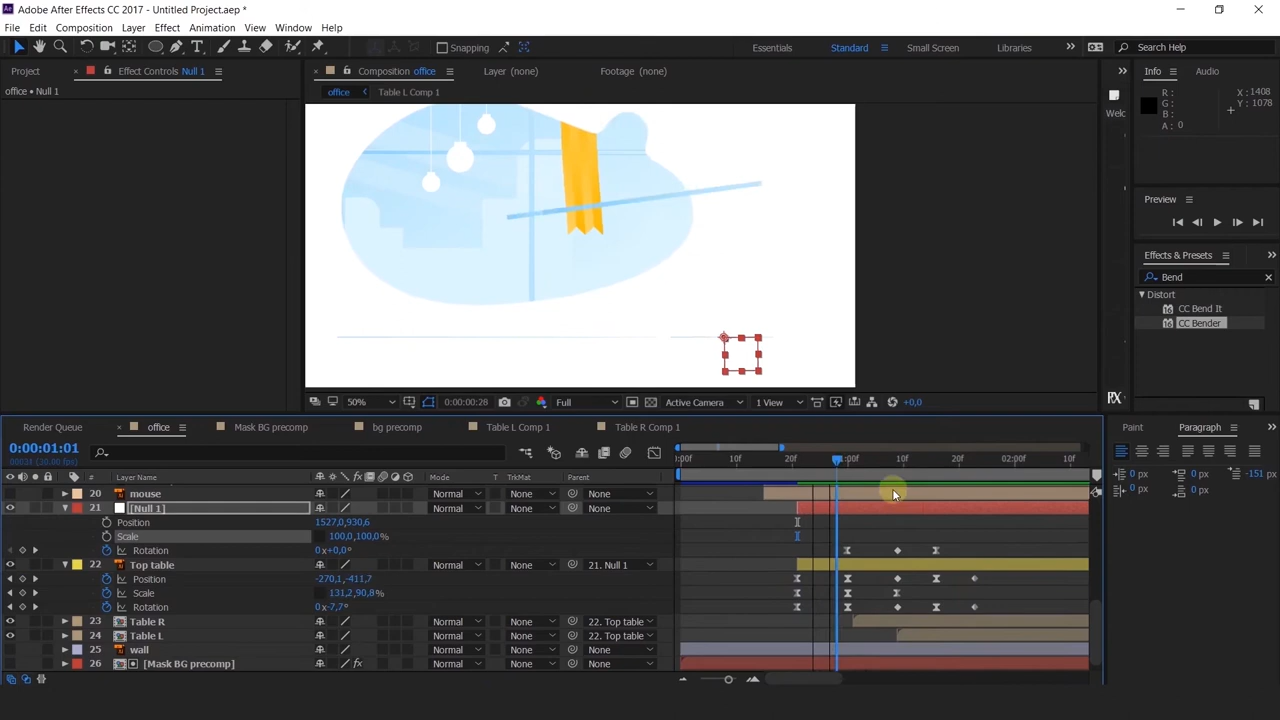 Adobe After Effects CC 2017 - Untitled Project.aep *
File Edit Composition Layer Effect Animation View Window Help
Snapping Essentials Standard Small Screen Libraries Search Help
Project Effect Controls Null 1 Composition office Layer (none) Footage (none) Info Audio
office • Null 1 office Table L Comp 1
R: X: 1408
G: Y: 1078
B:
A: 0
Welc
Preview
Effects & Presets
Bend
Distort
CC Bend It
CC Bender
50% 0:00:00:28 Full Active Camera 1 View +0,0
Render Queue office Mask BG precomp bg precomp Table L Comp 1 Table R Comp 1 Paint Paragraph
0:00:01:01
00031 (30.00 fps)
:00f 10f 20f 0:00f 10f 20f 02:00f 10f
# Layer Name Mode T TrkMat Parent
0 px 0 px -151 px
0 px 0 px
20 mouse Normal None None
21 [Null 1] Normal None None
Position 1527,0,930,6
Scale 100,0,100,0%
Rotation 0x+0,0°
22 Top table Normal None 21. Null 1
Position -270,1,-411,7
Scale 131,2,90,8%
Rotation 0x-7,7°
23 Table R Normal None 22. Top table
24 Table L Normal None 22. Top table
25 wall Normal None None
26 [Mask BG precomp] Normal None None